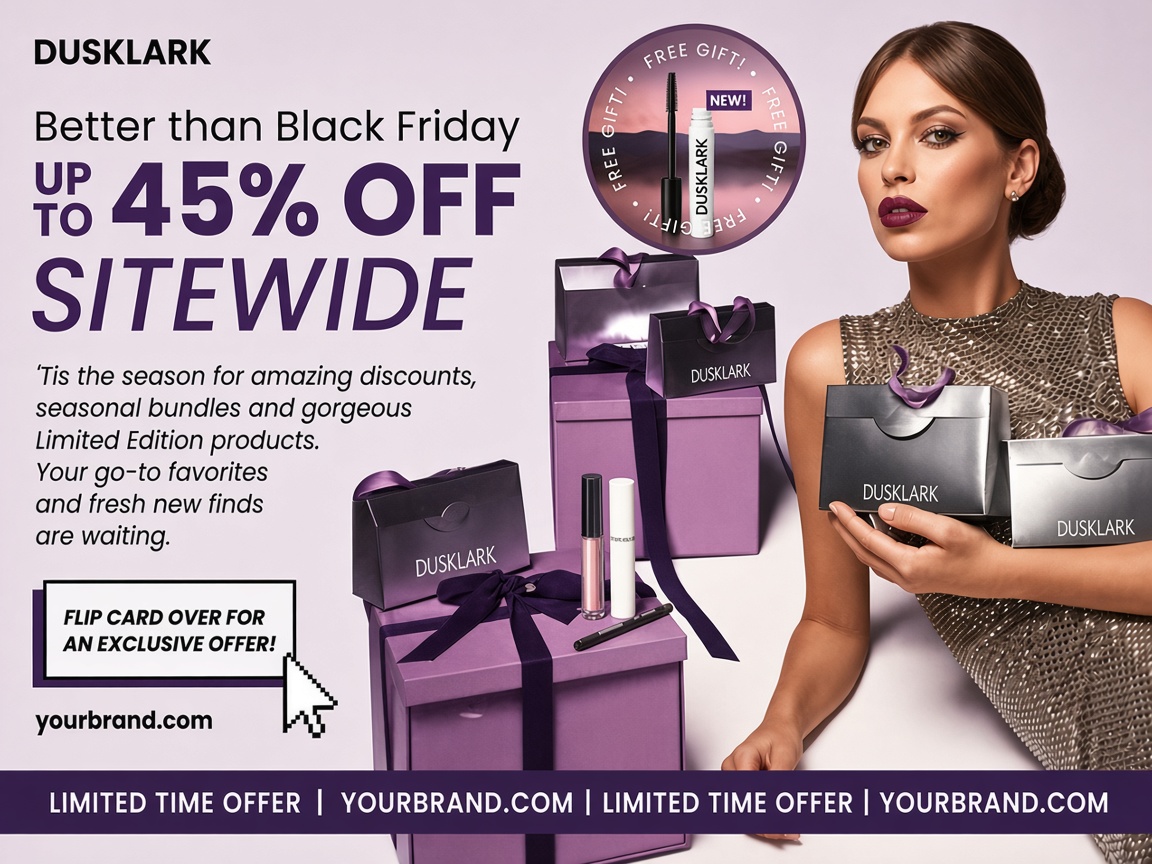 DUSKLARK
Better than Black Friday
UP TO 45% OFF
SITEWIDE
'Tis the season for amazing discounts,
seasonal bundles and gorgeous
Limited Edition products.
Your go-to favorites
and fresh new finds
are waiting.
FLIP CARD OVER FOR
AN EXCLUSIVE OFFER!
yourbrand.com
FREE GIFT! • FREE GIFT! • FREE GIFT! • FREE GIFT! •
NEW!
DUSKLARK
DUSKLARK
DUSKLARK
DUSKLARK
DUSKLARK
LIMITED TIME OFFER | YOURBRAND.COM | LIMITED TIME OFFER | YOURBRAND.COM